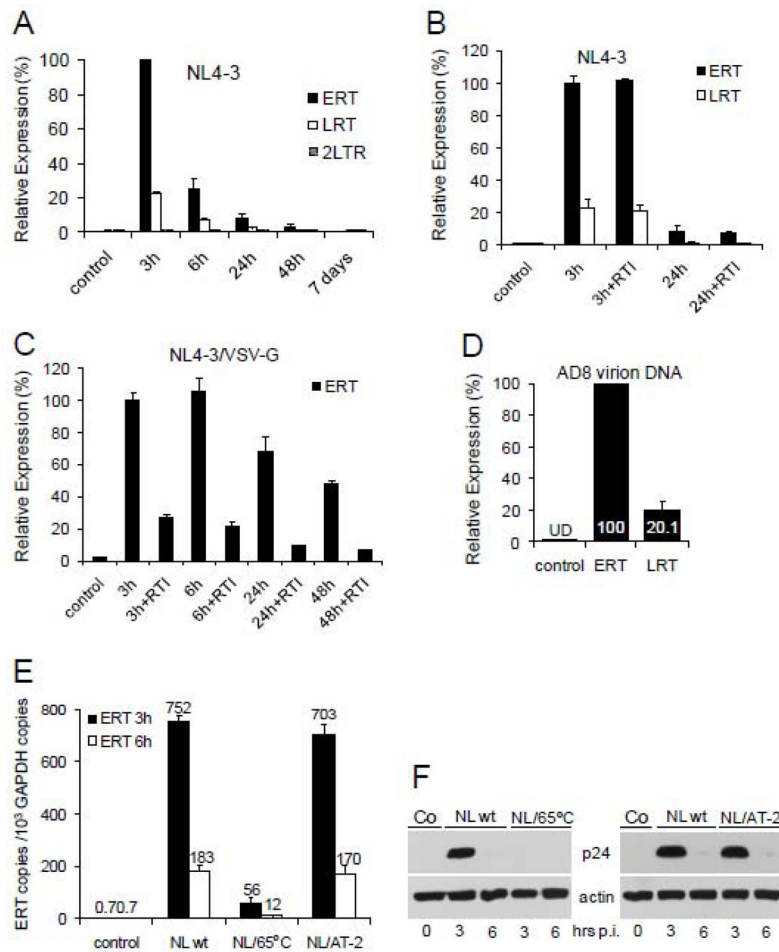 A
NL4-3
Relative Expression (%)
100
80
60
40
20
0
ERT
LRT
2LTR
control
3h
6h
24h
48h
7 days
B
NL4-3
Relative Expression (%)
120
100
80
60
40
20
0
ERT
LRT
control
3h
3h+RTI
24h
24h+RTI
C
NL4-3/VSV-G
Relative Expression (%)
120
100
80
60
40
20
0
ERT
control
3h
3h+RTI
6h
6h+RTI
24h
24h+RTI
48h
48h+RTI
D
AD8 virion DNA
Relative Expression (%)
100
80
60
40
20
0
UD
100
20.1
control ERT LRT
E
ERT copies /10³ GAPDH copies
800
600
400
200
0
ERT 3h
ERT 6h
0.70.7
752
183
56
12
703
170
control NL wt NL/65ºC NL/AT-2
F
Co NL wt NL/65ºC
Co NL wt NL/AT-2
p24
actin
0 3 6 3 6 hrs p.i. 0 3 6 3 6